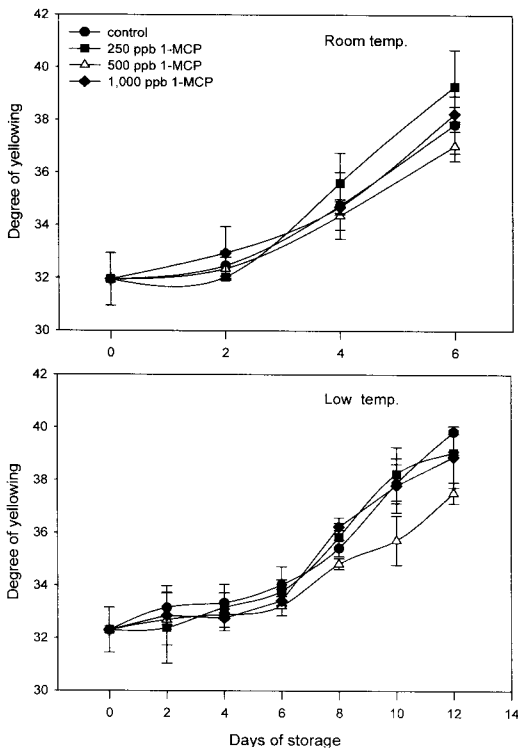 42
40
38
36
34
32
30
Degree of yellowing
control
250 ppb 1-MCP
500 ppb 1-MCP
1,000 ppb 1-MCP
Room temp.
0 2 4 6
42
40
38
36
34
32
30
Degree of yellowing
Low temp.
0 2 4 6 8 10 12 14
Days of storage